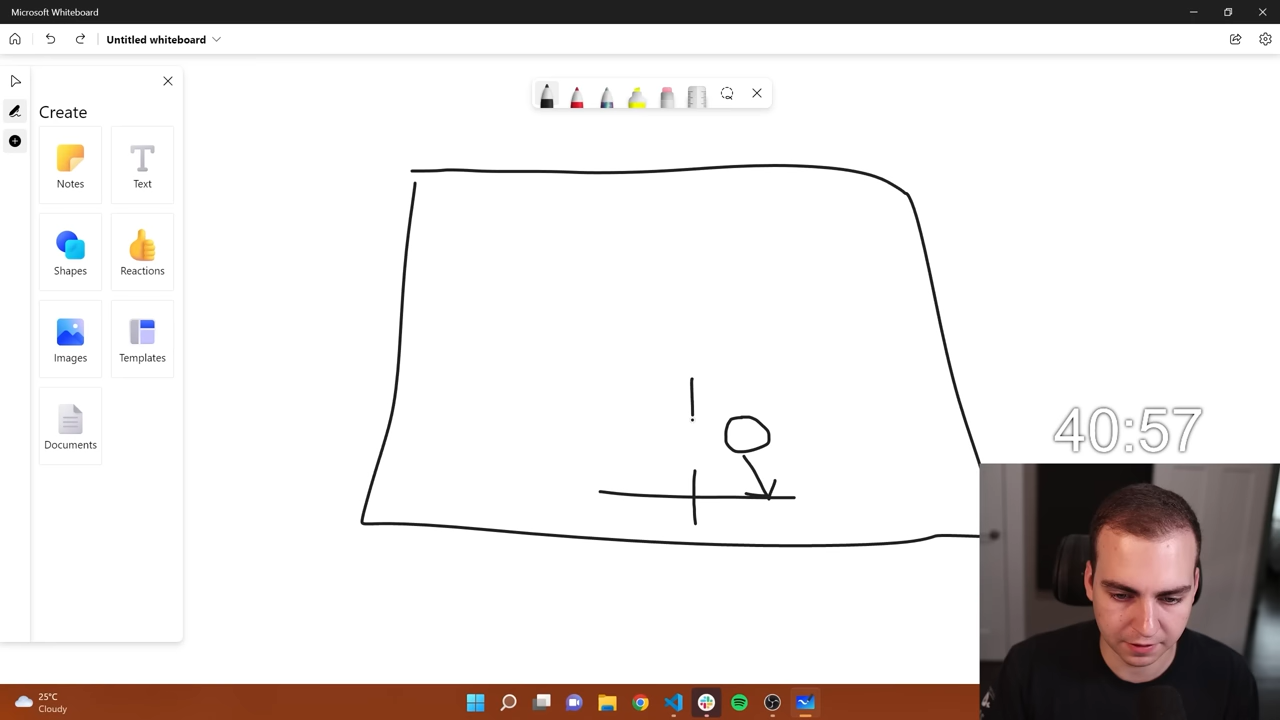 Microsoft Whiteboard
Untitled whiteboard
Create
Notes
Text
Shapes
Reactions
Images
Templates
Documents
40:57
25°C
Cloudy